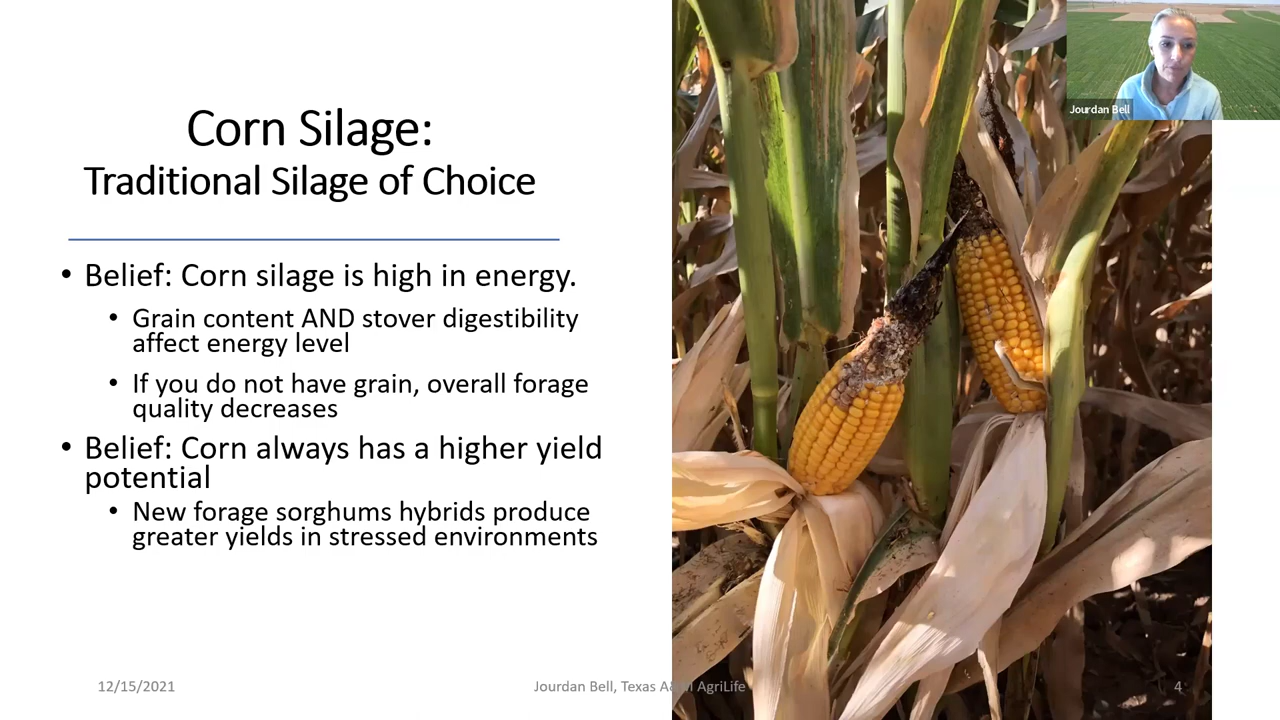 Corn Silage:
Traditional Silage of Choice
• Belief: Corn silage is high in energy.
• Grain content AND stover digestibility
affect energy level
• If you do not have grain, overall forage
quality decreases
• Belief: Corn always has a higher yield
potential
• New forage sorghums hybrids produce
greater yields in stressed environments
Jourdan Bell
12/15/2021
Jourdan Bell, Texas A&M AgriLife
4